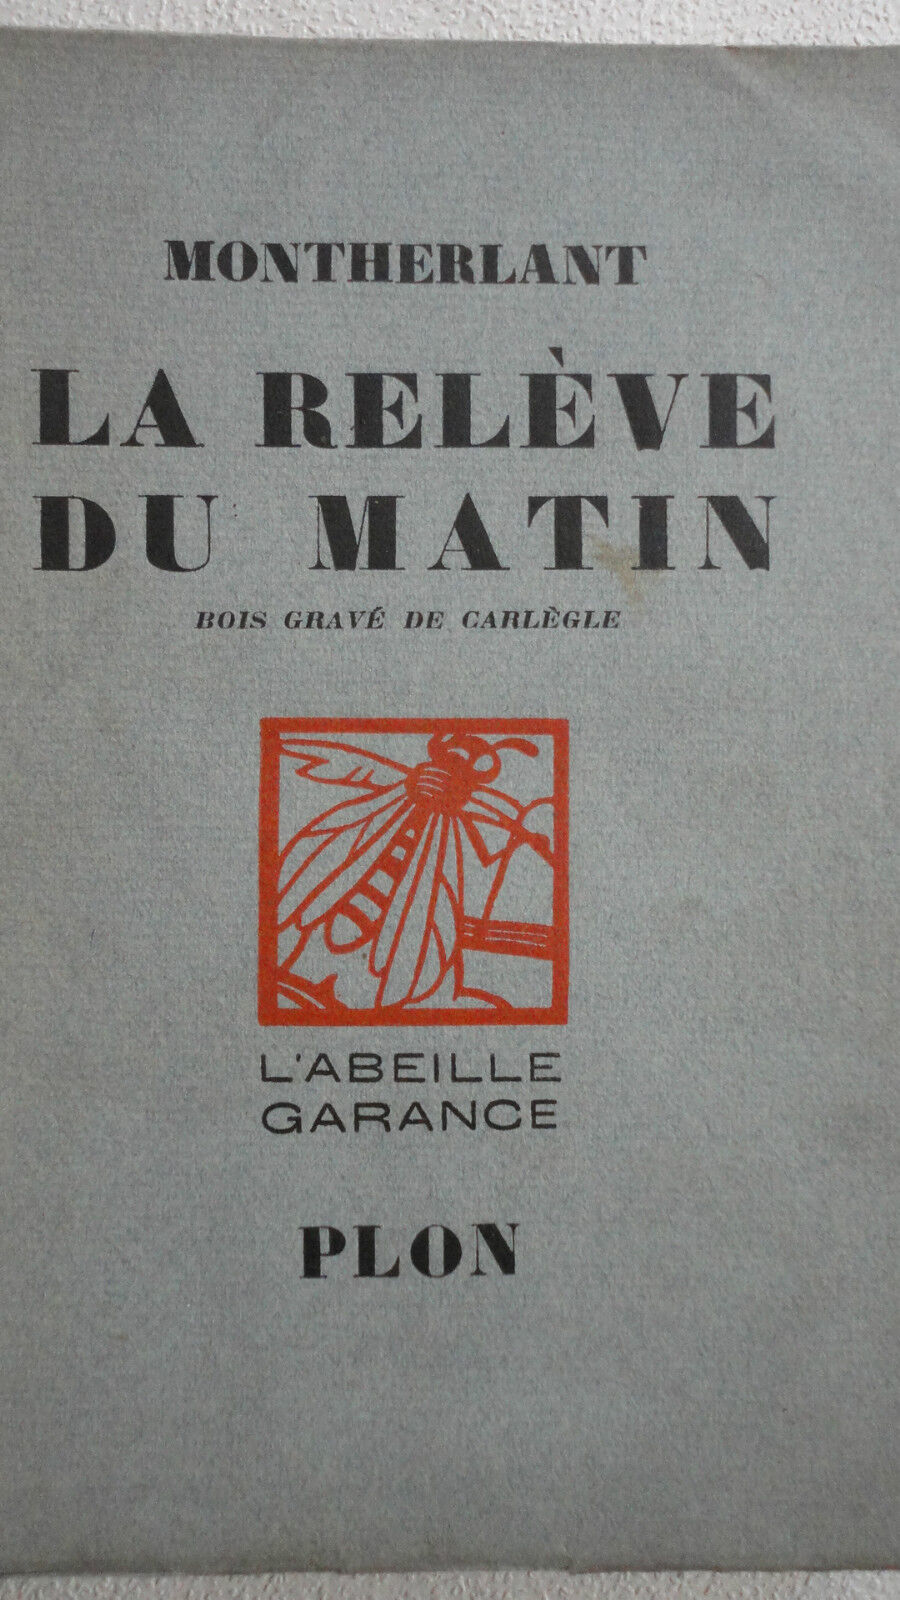 MONTHERLANT
LA RELÈVE
DU MATIN
BOIS GRAVÉ DE CARLÈGLE
L'ABEILLE
GARANCE
PLON